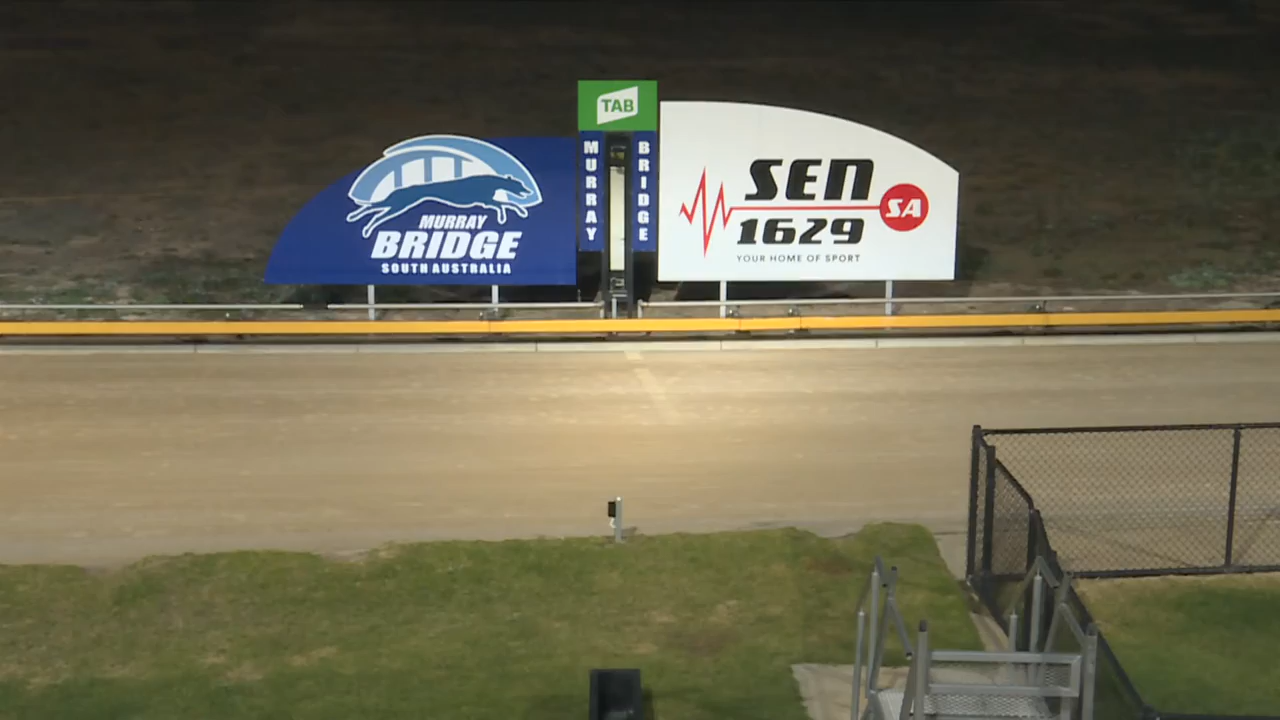 TAB
MURRAY
BRIDGE
MURRAY
BRIDGE
SOUTH AUSTRALIA
SEN
SA
1629
YOUR HOME OF SPORT